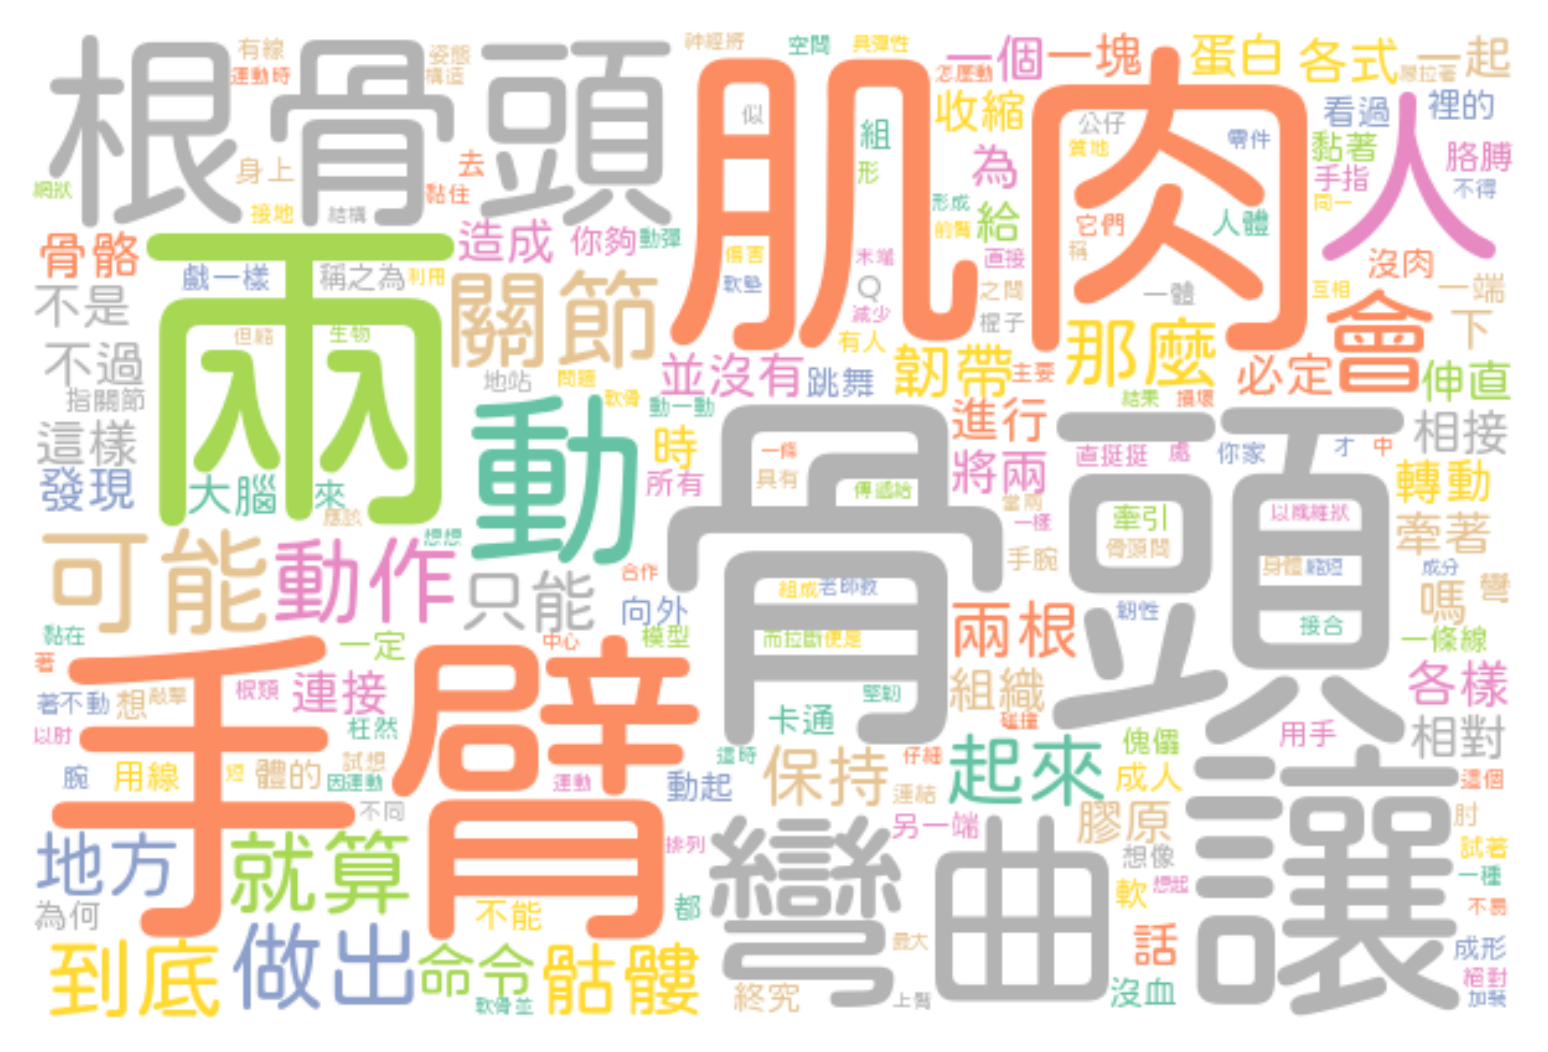 根骨頭
肌肉
人
兩
骨頭
手臂
讓
彎曲
動
關節
會
那麼
可能
動作
只能
就算
到底
做出
命令
骷髏
地方
起來
保持
韌帶
並沒有
跳舞
主要
必定
伸直
一個
一塊
蛋白
各式
一起
收縮
看過
裡的
黏著
手指
胳膊
不得
同一
為
給
組
形
似
Q
有線
運動時
姿態
構造
神經將
空間
具彈性
怎麼動
公仔
質地
零件
它們
人體
稱
一體
形成
前臂
直接
之間
棍子
末端
減少
有人
傷害
軟墊
身上
接地
結構
去
黏住
網狀
骨骼
造成
你夠
動彈
戲一樣
稱之為
利用
不是
不過
指關節
這樣
發現
但縮
生物
大腦
來
應該
想想
地站
問題
軟骨
動一動
時
所有
合作
向外
模型
沒肉
互相
一端
下
結果
損壞
進行
將兩
當兩
一樣
手腕
一條
具有
傳遞給
直挺挺
處
你家
才
中
相接
轉動
牽著
牽引
骨頭間
以纖維狀
身體
縮短
成分
嗎
彎
韌性
接合
一條線
各樣
相對
組成
老師教
而拉斷
便是
兩根
組織
堅韌
碰撞
卡通
這時
仔細
連結
另一端
傀儡
成人
用手
這個
肘
膠原
想像
軟
想起
試著
一種
不易
話
成形
絕對
加裝
沒血
黏在
著
著不動
想
敲擊
以肘
腕
用線
短
體的
一定
根類
連接
枉然
試想
因運動
不同
中心
運動
動起
排列
為何
不能
都
軟骨並
終究
最大
上臂